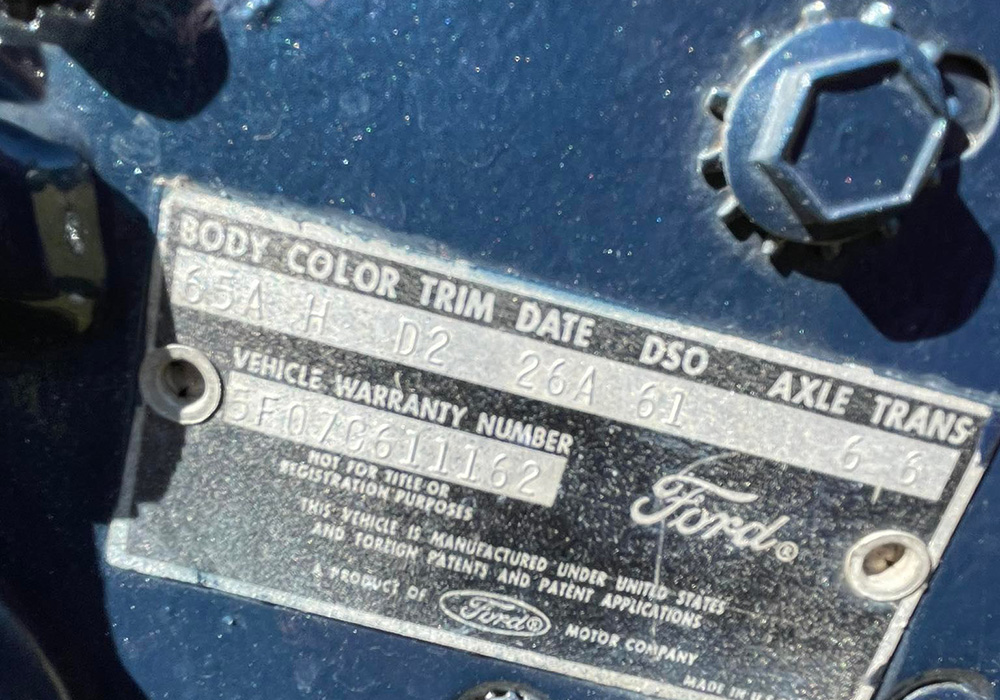 BODY COLOR TRIM DATE DSO AXLE TRANS
65A H D2 26A 61 6 6
VEHICLE WARRANTY NUMBER
5F07C611162
NOT FOR TITLE OR
REGISTRATION PURPOSES
Ford®
THIS VEHICLE IS MANUFACTURED UNDER UNITED STATES
AND FOREIGN PATENTS AND PATENT APPLICATIONS
A PRODUCT OF Ford MOTOR COMPANY
MADE IN